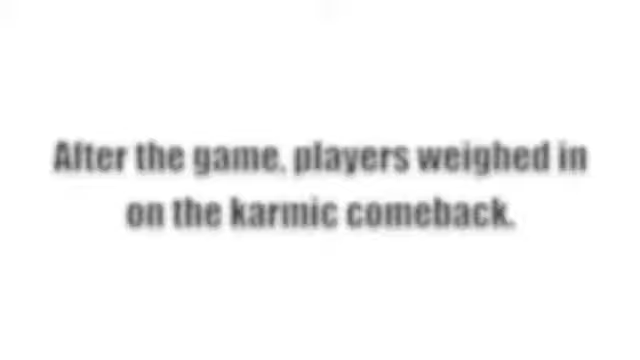 After the game, players weighed in
on the karmic comeback.